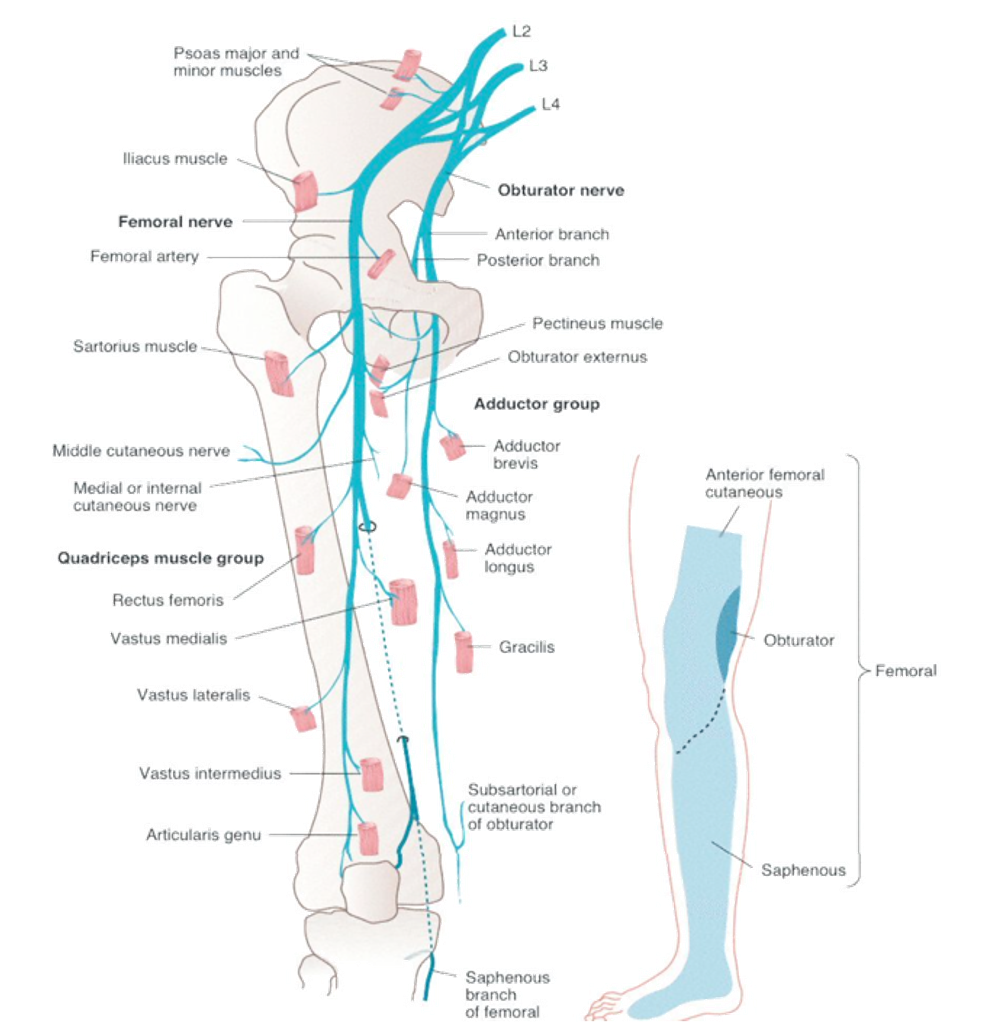 L2
Psoas major and
minor muscles
L3
L4
Iliacus muscle
Obturator nerve
Femoral nerve
Anterior branch
Femoral artery
Posterior branch
Pectineus muscle
Sartorius muscle
Obturator externus
Adductor group
Middle cutaneous nerve
Adductor
brevis
Medial or internal
cutaneous nerve
Adductor
magnus
Quadriceps muscle group
Adductor
longus
Rectus femoris
Vastus medialis
Gracilis
Vastus lateralis
Vastus intermedius
Subsartorial or
cutaneous branch
of obturator
Articularis genu
Saphenous
branch
of femoral
Anterior femoral
cutaneous
Obturator
Femoral
Saphenous